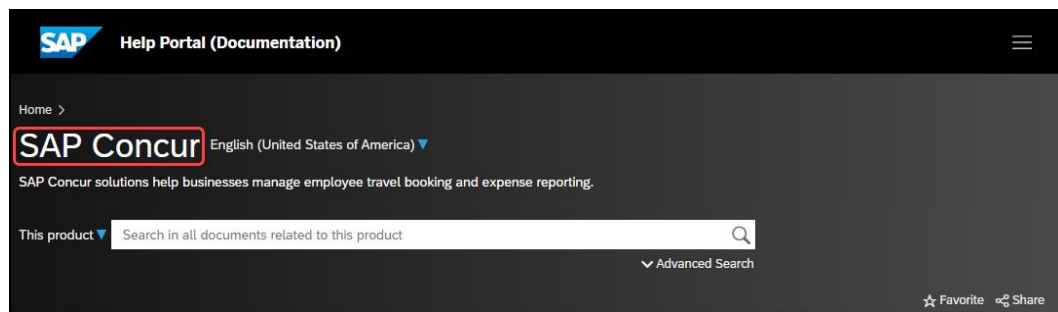 SAP Help Portal (Documentation)
Home >
SAP Concur English (United States of America)
SAP Concur solutions help businesses manage employee travel booking and expense reporting.
This product Search in all documents related to this product
Advanced Search
Favorite Share